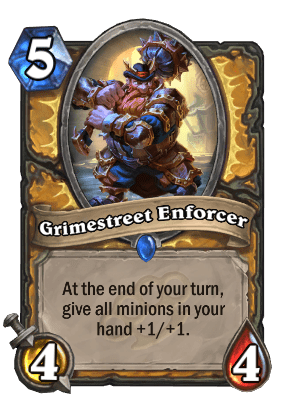 5
Grimestreet Enforcer
At the end of your turn,
give all minions in your
hand +1/+1.
4 4